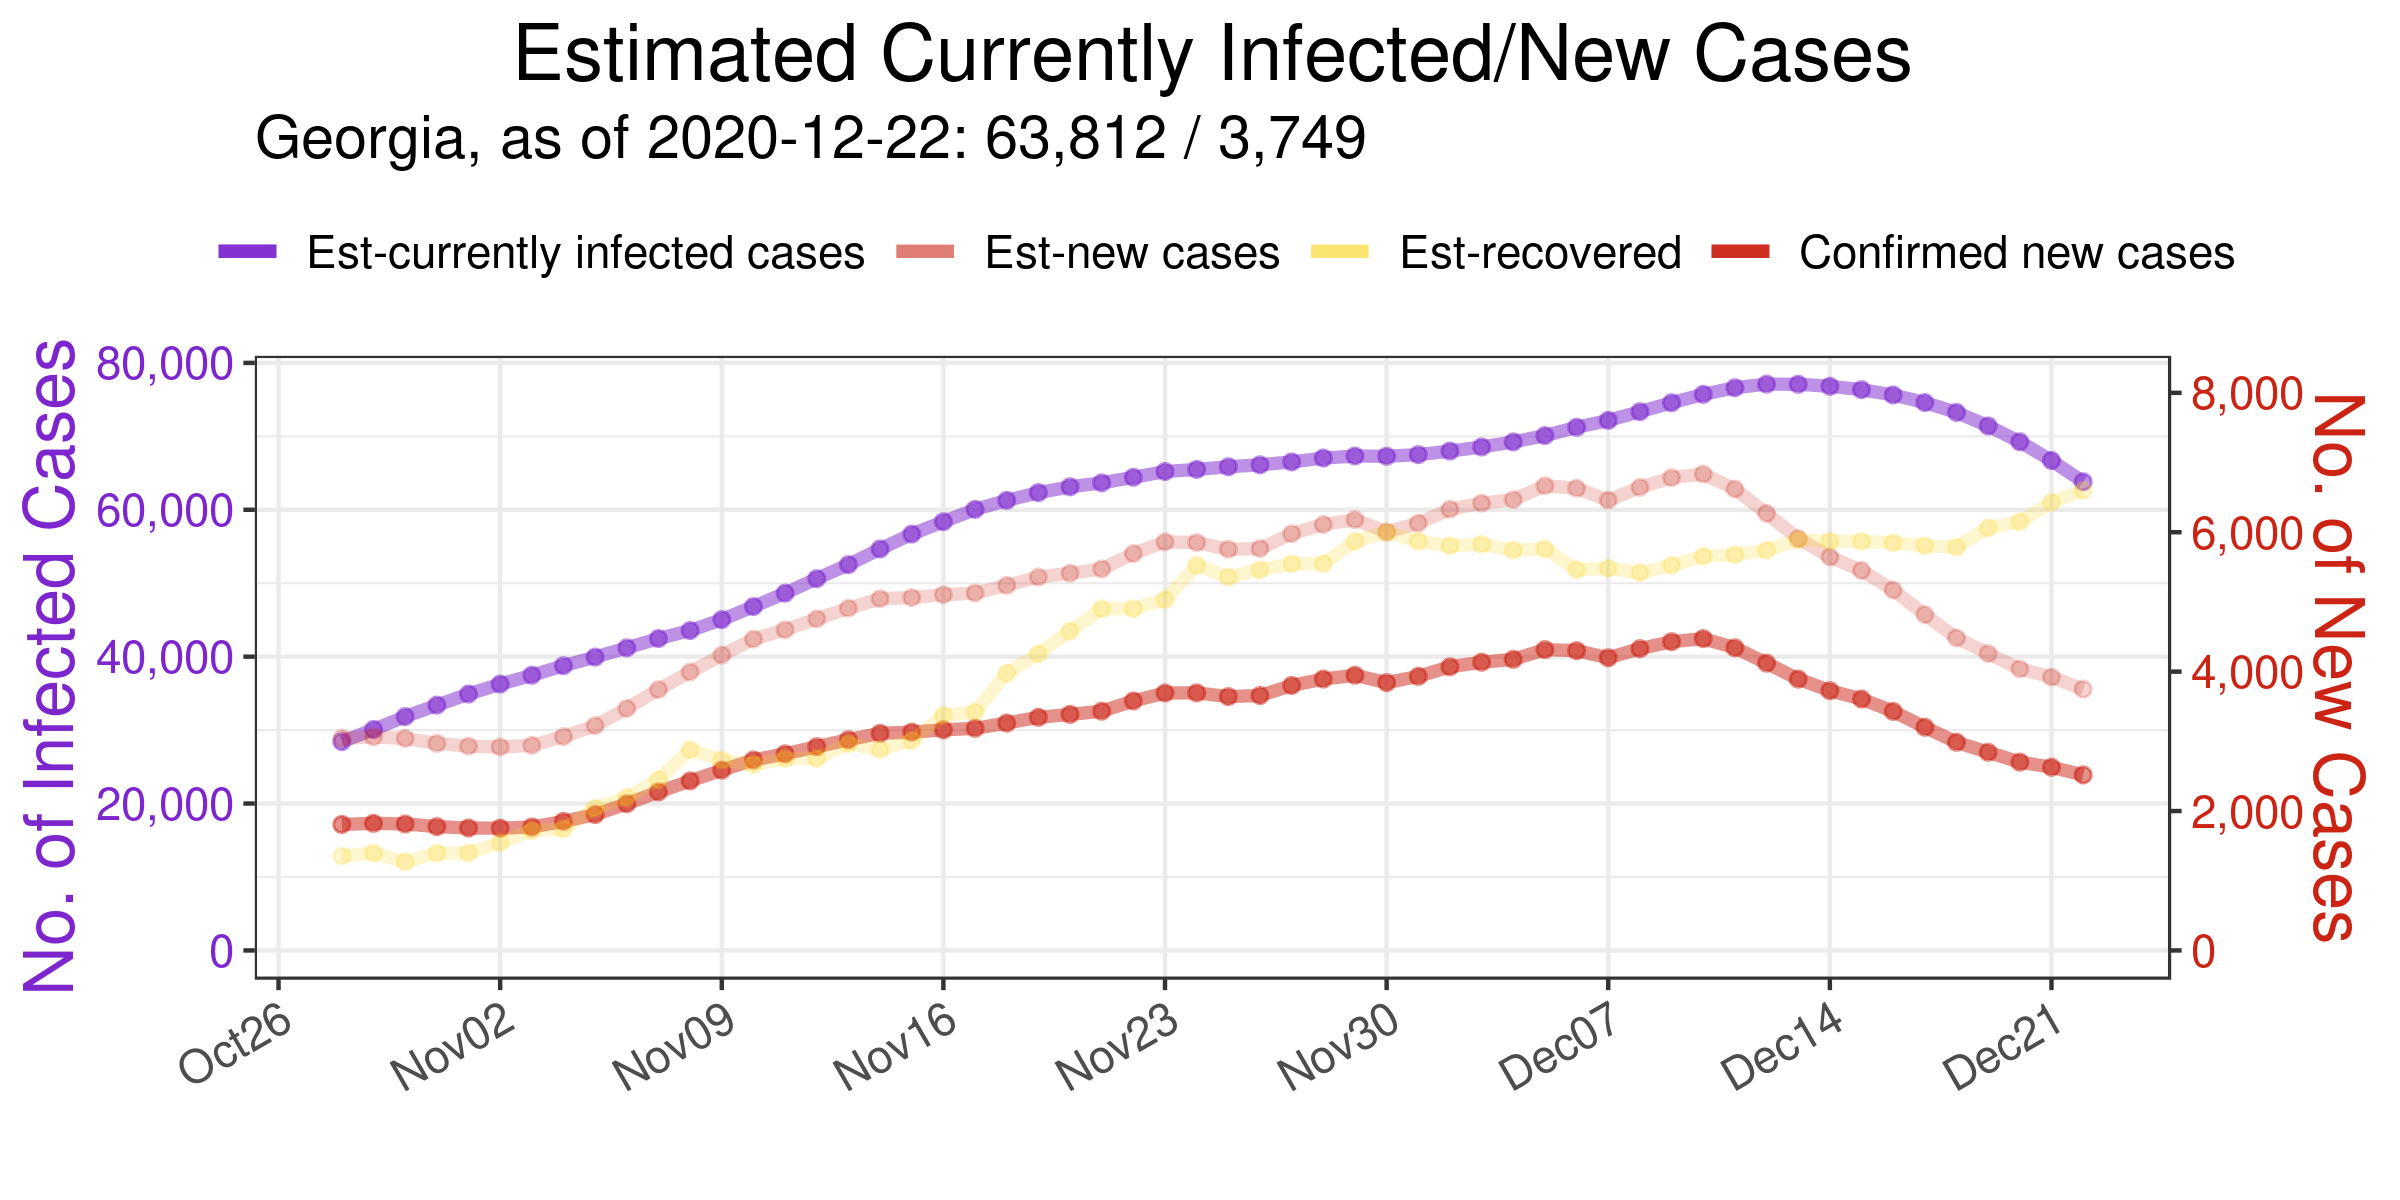 Estimated Currently Infected/New Cases
Georgia, as of 2020-12-22: 63,812 / 3,749
Est-currently infected cases Est-new cases Est-recovered Confirmed new cases
No. of Infected Cases
80,000
60,000
40,000
20,000
0
8,000
6,000
4,000
2,000
0
No. of New Cases
Oct26 Nov02 Nov09 Nov16 Nov23 Nov30 Dec07 Dec14 Dec21